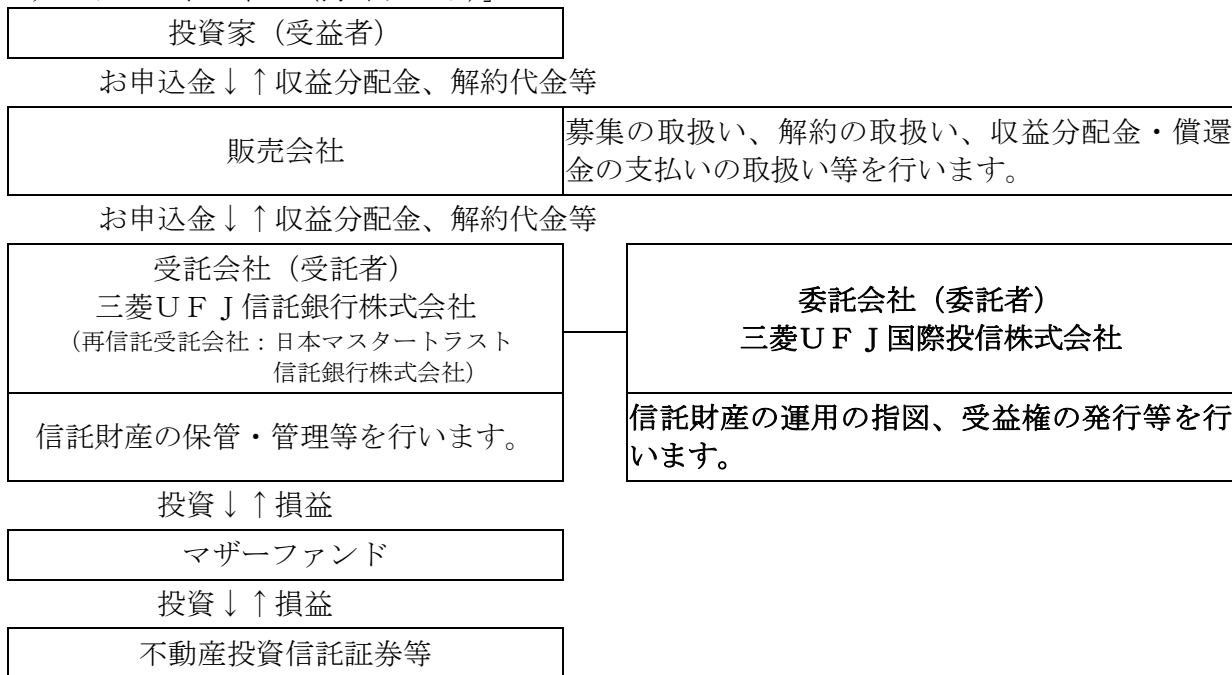 投資家（受益者）
お申込金↓↑収益分配金、解約代金等
販売会社
募集の取扱い、解約の取扱い、収益分配金・償還
金の支払いの取扱い等を行います。
お申込金↓↑収益分配金、解約代金等
受託会社（受託者）
三菱ＵＦＪ信託銀行株式会社
（再信託受託会社：日本マスタートラスト
信託銀行株式会社）
委託会社（委託者）
三菱ＵＦＪ国際投信株式会社
信託財産の保管・管理等を行います。
信託財産の運用の指図、受益権の発行等を行
います。
投資↓↑損益
マザーファンド
投資↓↑損益
不動産投資信託証券等